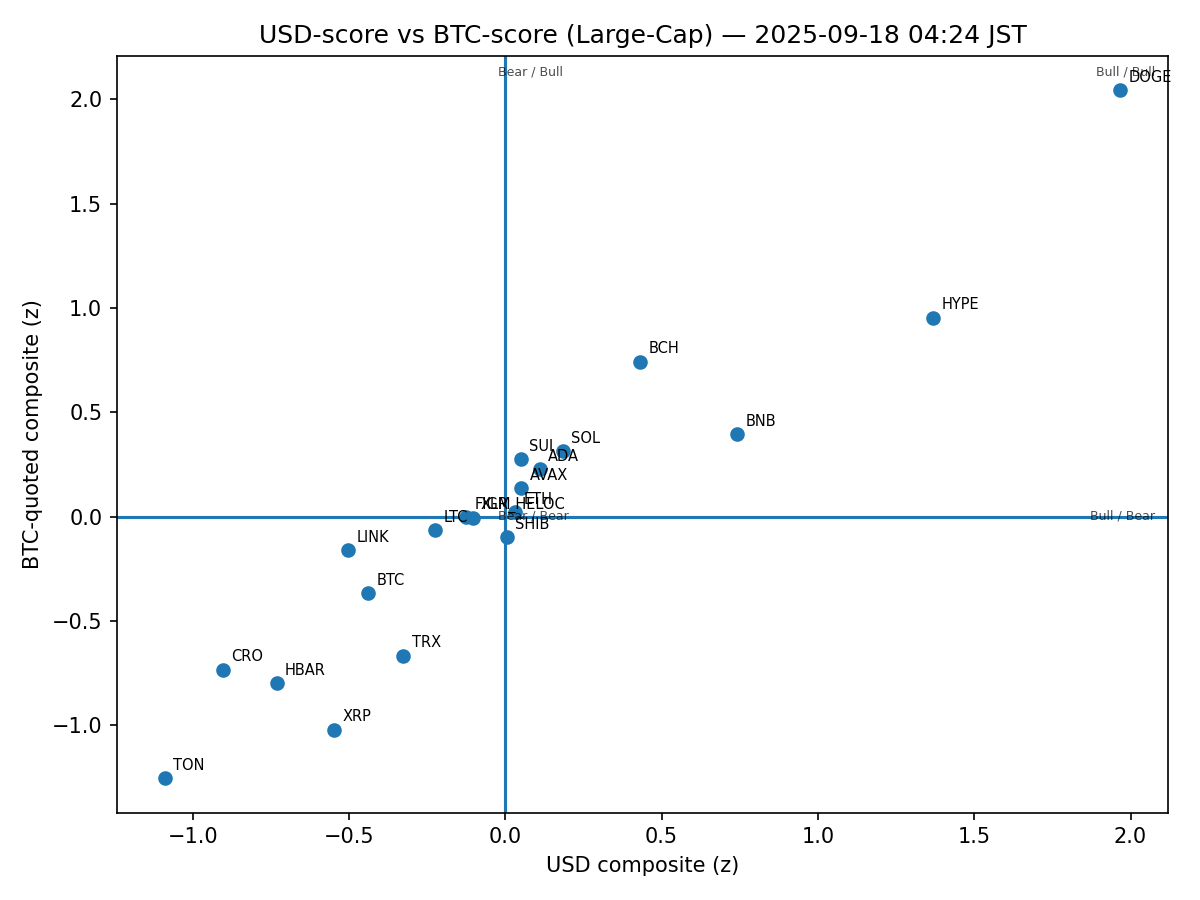 USD-score vs BTC-score (Large-Cap) — 2025-09-18 04:24 JST
Bear / Bull
Bull / Bull
DOGE
2.0
1.5
HYPE
1.0
BCH
BNB
0.5
SOL
SUI
ADA
AVAX
ETH
XLM
LTC
0.0
Bear / Bear
Bull / Bear
SHIB
LINK
BTC
−0.5
TRX
CRO
HBAR
XRP
−1.0
TON
−1.0 −0.5 0.0 0.5 1.0 1.5 2.0
USD composite (z)
BTC-quoted composite (z)